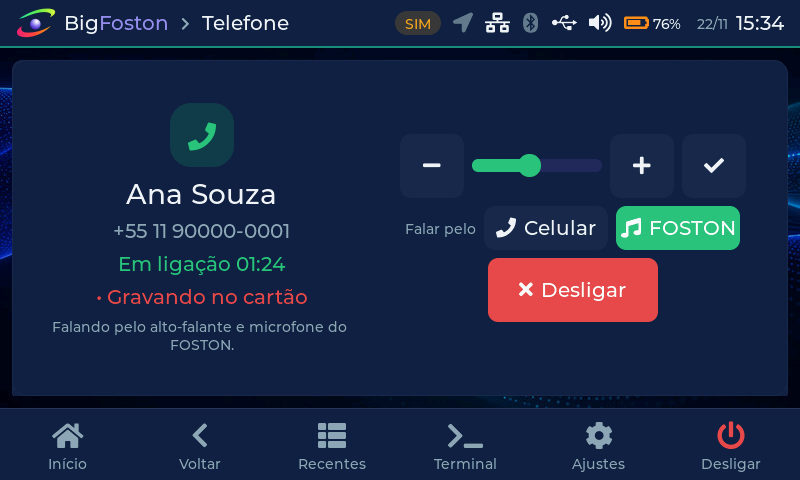 BigFoston > Telefone
SIM
76%
22/11 15:34
Ana Souza
+55 11 90000-0001
Em ligação 01:24
• Gravando no cartão
Falando pelo alto-falante e microfone do
FOSTON.
Falar pelo
Celular
FOSTON
Desligar
Início
Voltar
Recentes
Terminal
Ajustes
Desligar